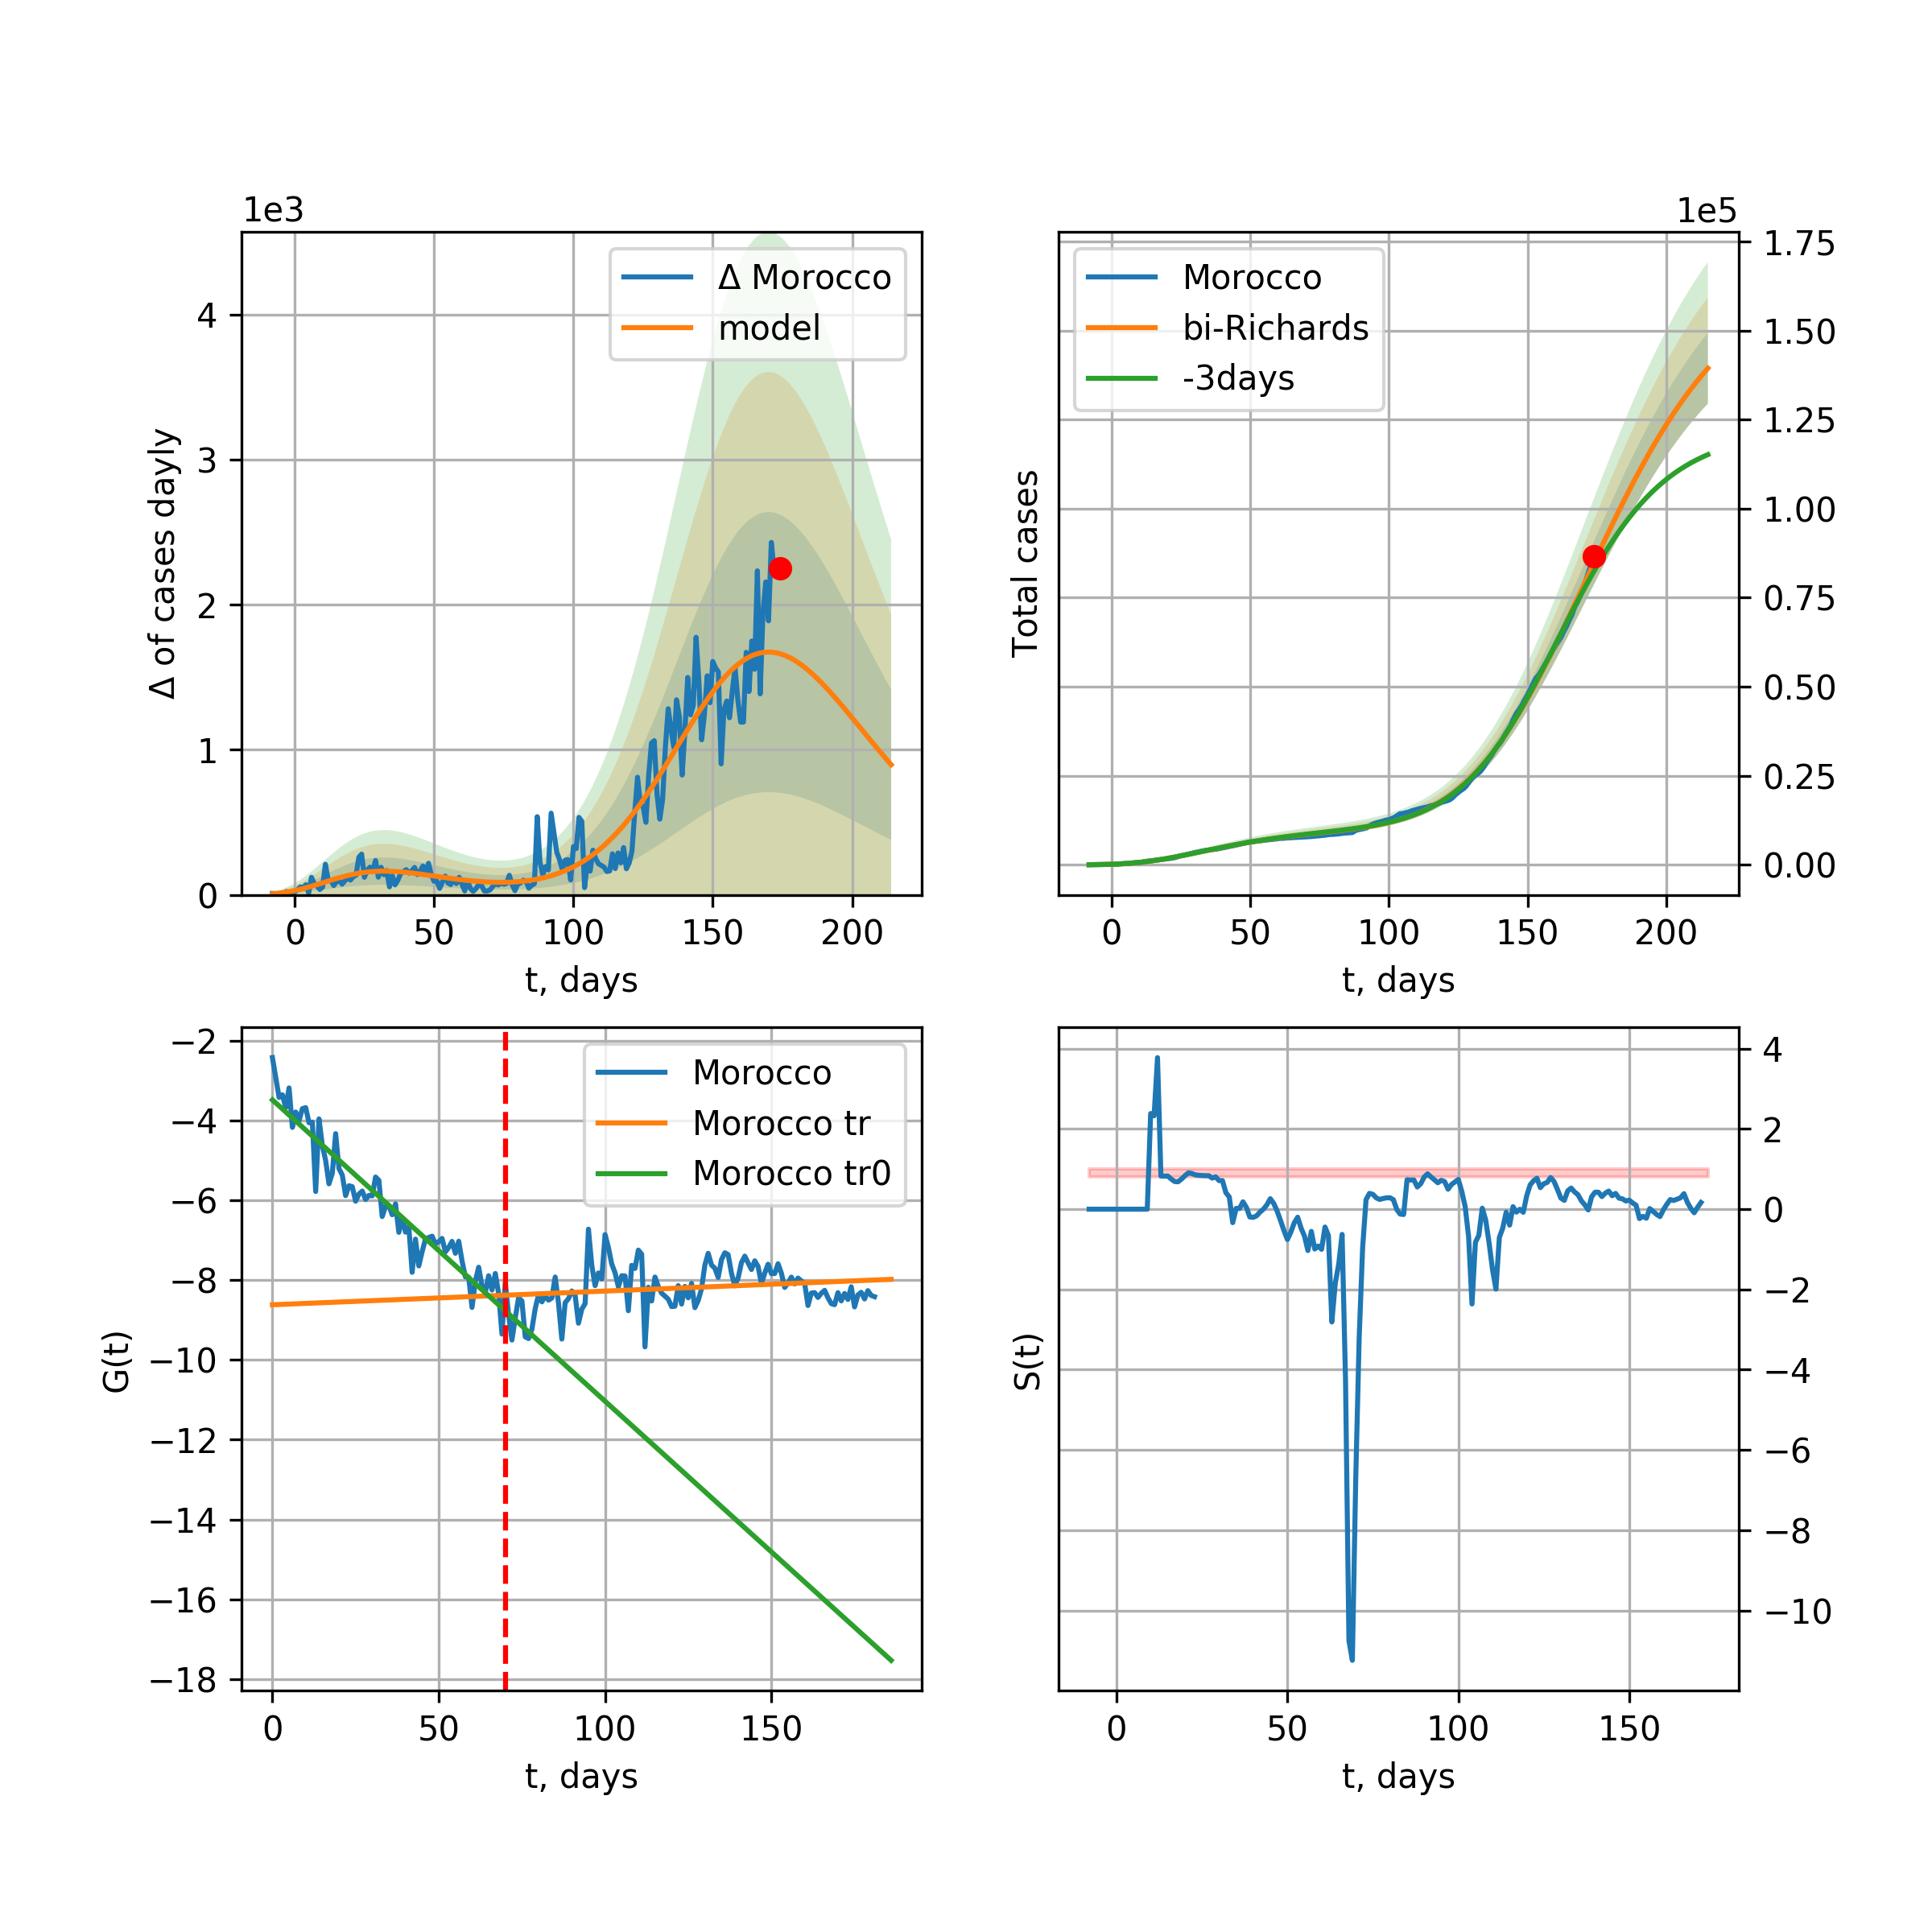 1e3
Δ of cases dayly
4
3
2
1
0
0 50 100 150 200
t, days
Δ Morocco
model
1e5
Total cases
1.75
1.50
1.25
1.00
0.75
0.50
0.25
0.00
0 50 100 150 200
t, days
Morocco
bi-Richards
-3days
G(t)
−2
−4
−6
−8
−10
−12
−14
−16
−18
0 50 100 150
t, days
Morocco
Morocco tr
Morocco tr0
S(t)
4
2
0
−2
−4
−6
−8
−10
0 50 100 150
t, days